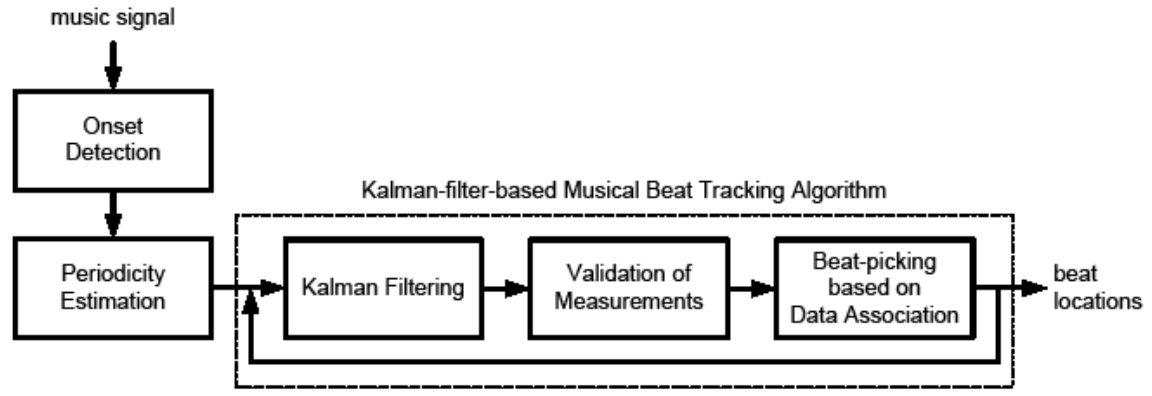 music signal
Onset
Detection
Kalman-filter-based Musical Beat Tracking Algorithm
Periodicity
Estimation
Kalman Filtering
Validation of
Measurements
Beat-picking
based on
Data Association
beat
locations